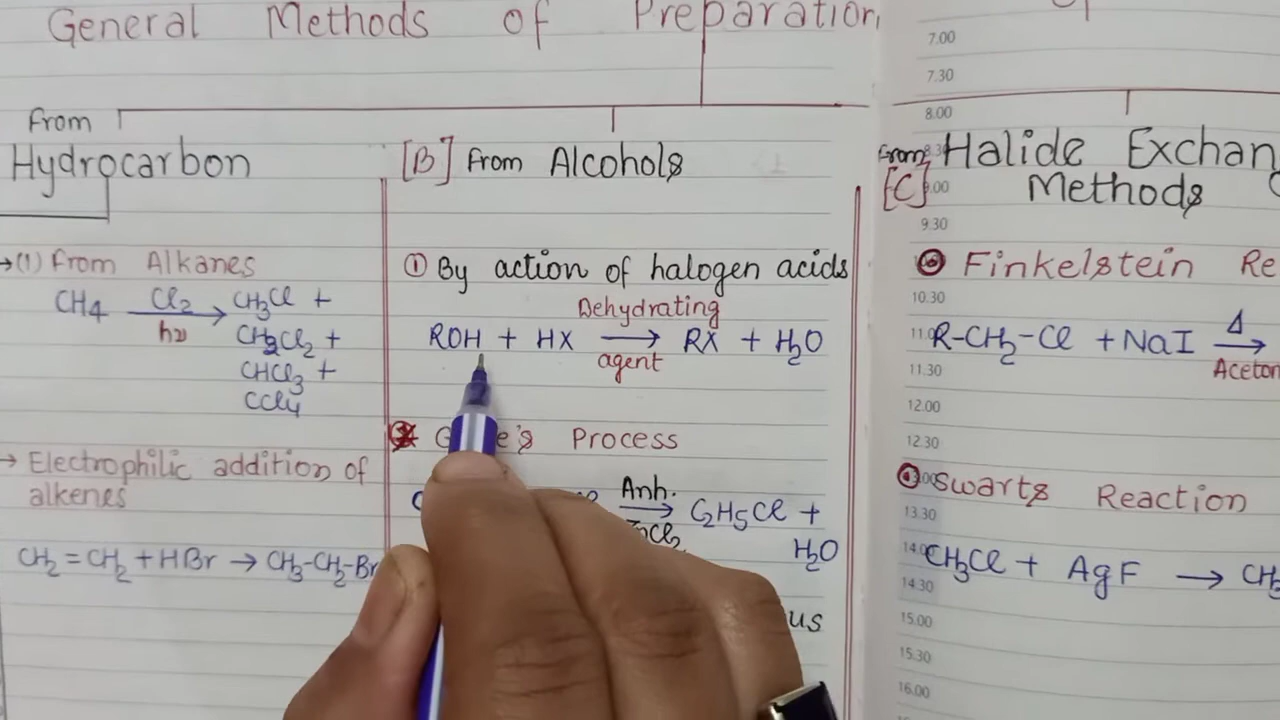 General Methods of Preparation
From
Hydrocarbon
→(1) From Alkanes
CH4 Cl2 hν → CH3Cl +
CH2Cl2 +
CHCl3 +
CCl4
→ Electrophilic addition of
alkenes
CH2 = CH2 + HBr → CH3-CH2-Br
[B] From Alcohols
① By action of halogen acids
Dehydrating
ROH + HX → RX + H2O
agent
Process
Anh.
→ C2H5Cl +
H2O
us
From Halide Exchan
[C] Methods
Finkelstein Re
R-CH2-Cl + NaI Δ →
Aceton
Swarts Reaction
CH3Cl + AgF → CH3
7.00
7.30
8.00
9.00
9.30
10.30
11.00
11.30
12.00
12.30
13.30
14.00
14.30
15.00
15.30
16.00